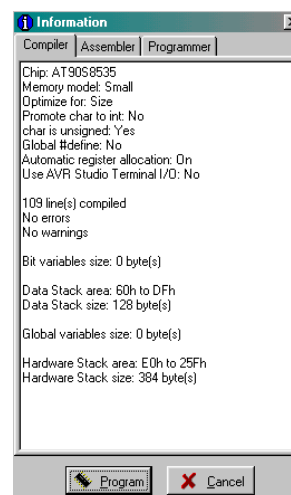 Information
Compiler Assembler Programmer
Chip: AT90S8535
Memory model: Small
Optimize for: Size
Promote char to int: No
char is unsigned: Yes
Global #define: No
Automatic register allocation: On
Use AVR Studio Terminal I/O: No
109 line(s) compiled
No errors
No warnings
Bit variables size: 0 byte(s)
Data Stack area: 60h to DFh
Data Stack size: 128 byte(s)
Global variables size: 0 byte(s)
Hardware Stack area: E0h to 25Fh
Hardware Stack size: 384 byte(s)
Program Cancel